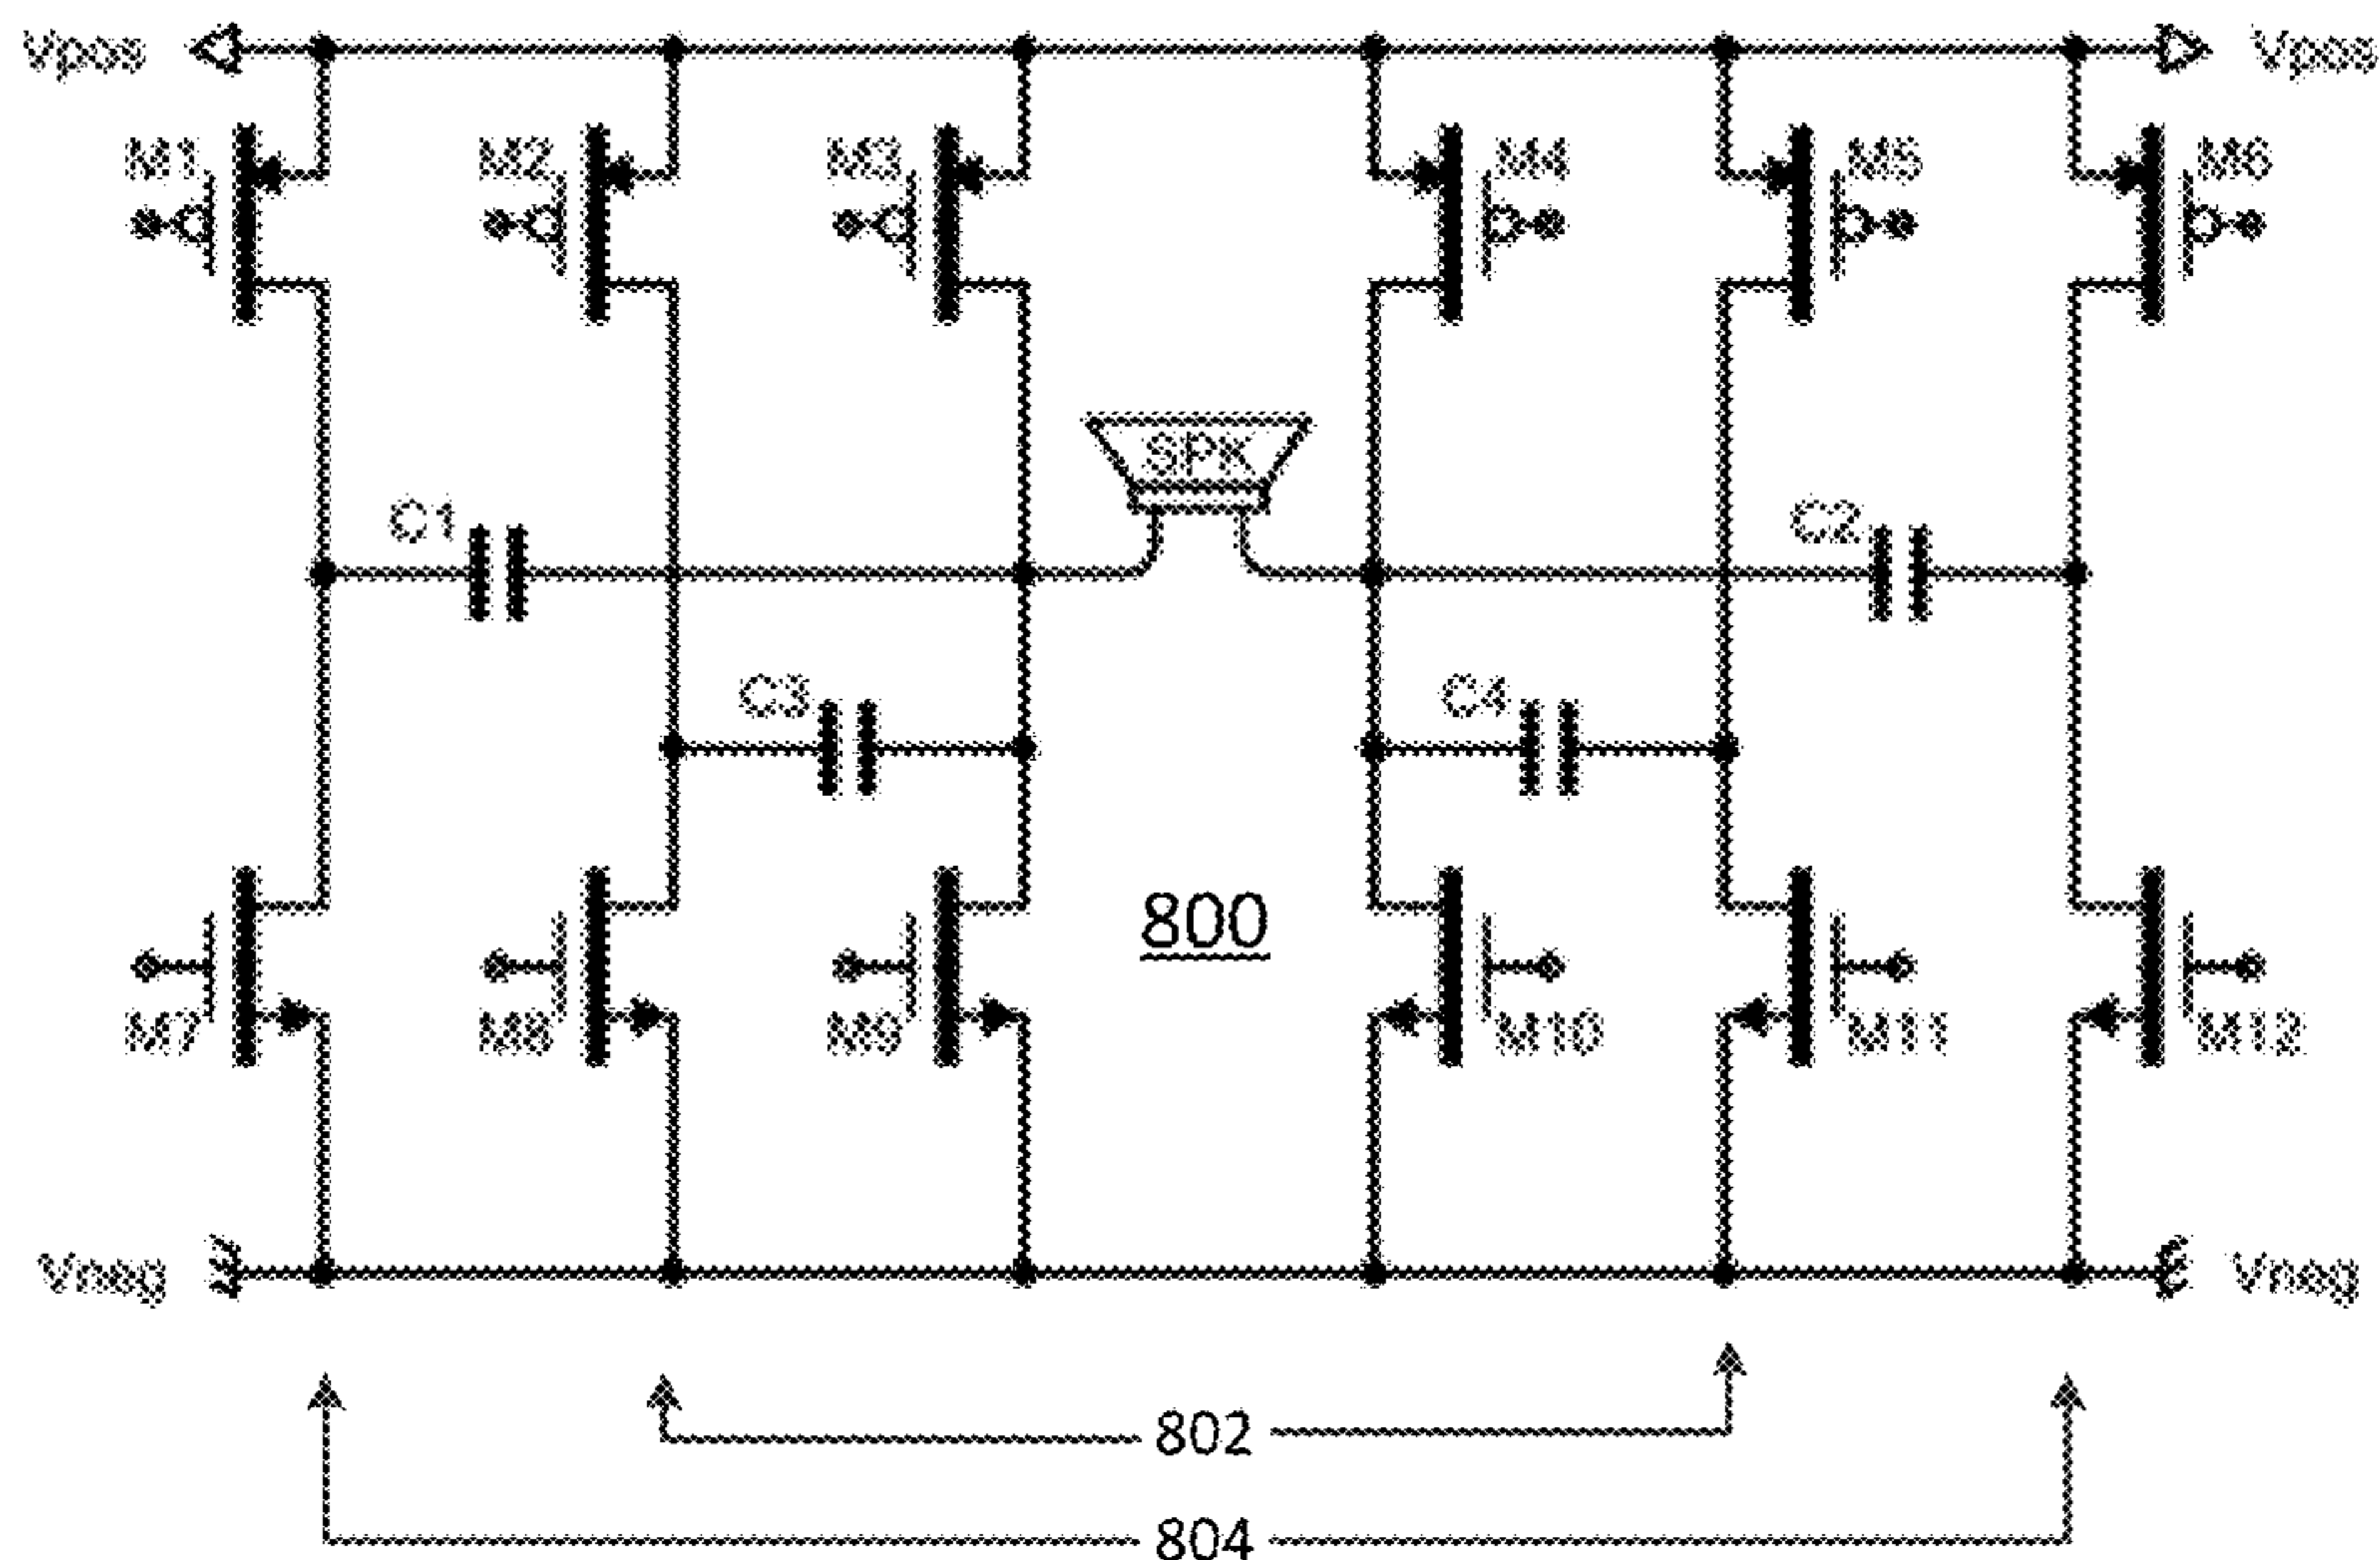 Vpos Vpos
M1 M2 M3 M4 M5 M6
SPK
C1 C2
C3 C4
800
M7 M8 M9 M10 M11 M12
Vneg Vneg
802
804